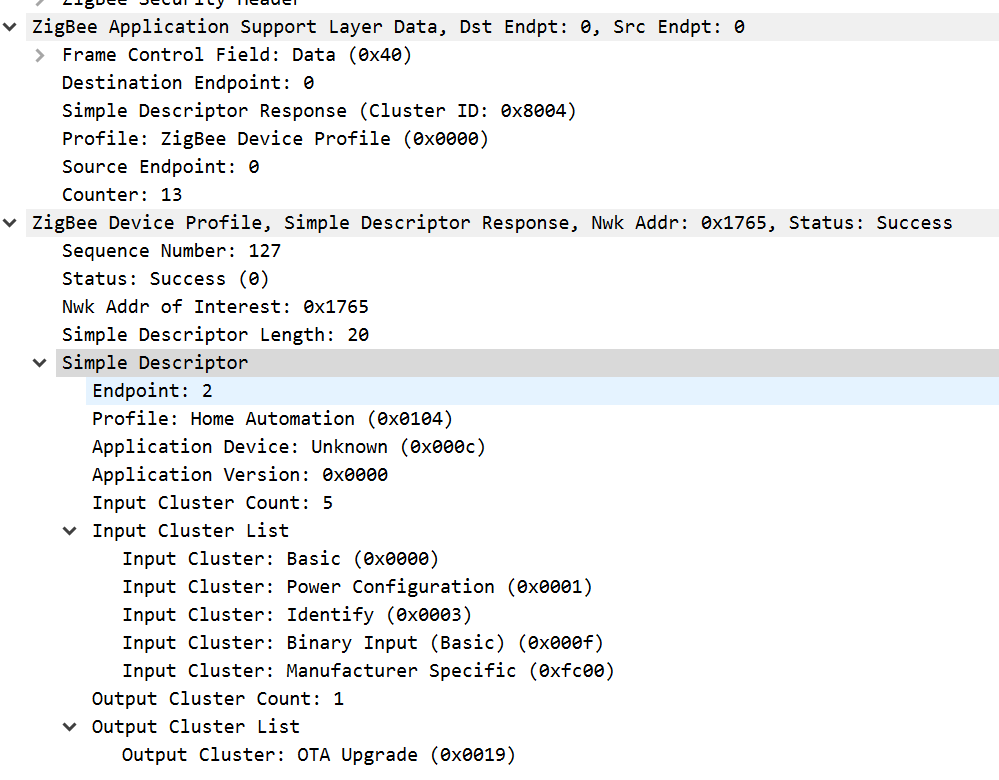 ZigBee Security Header
ZigBee Application Support Layer Data, Dst Endpt: 0, Src Endpt: 0
Frame Control Field: Data (0x40)
Destination Endpoint: 0
Simple Descriptor Response (Cluster ID: 0x8004)
Profile: ZigBee Device Profile (0x0000)
Source Endpoint: 0
Counter: 13
ZigBee Device Profile, Simple Descriptor Response, Nwk Addr: 0x1765, Status: Success
Sequence Number: 127
Status: Success (0)
Nwk Addr of Interest: 0x1765
Simple Descriptor Length: 20
Simple Descriptor
Endpoint: 2
Profile: Home Automation (0x0104)
Application Device: Unknown (0x000c)
Application Version: 0x0000
Input Cluster Count: 5
Input Cluster List
Input Cluster: Basic (0x0000)
Input Cluster: Power Configuration (0x0001)
Input Cluster: Identify (0x0003)
Input Cluster: Binary Input (Basic) (0x000f)
Input Cluster: Manufacturer Specific (0xfc00)
Output Cluster Count: 1
Output Cluster List
Output Cluster: OTA Upgrade (0x0019)